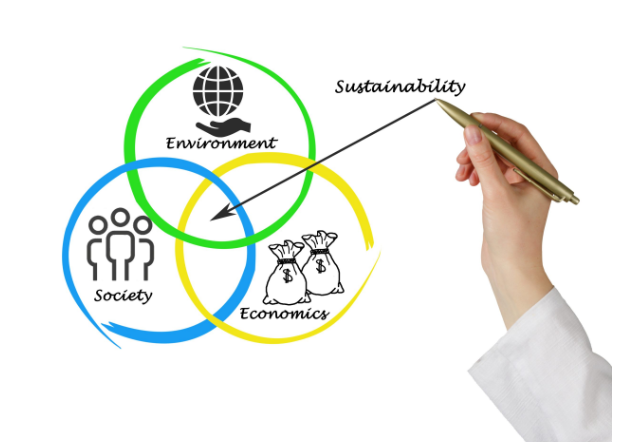 Sustainability
Environment
Society
$
$
Economics